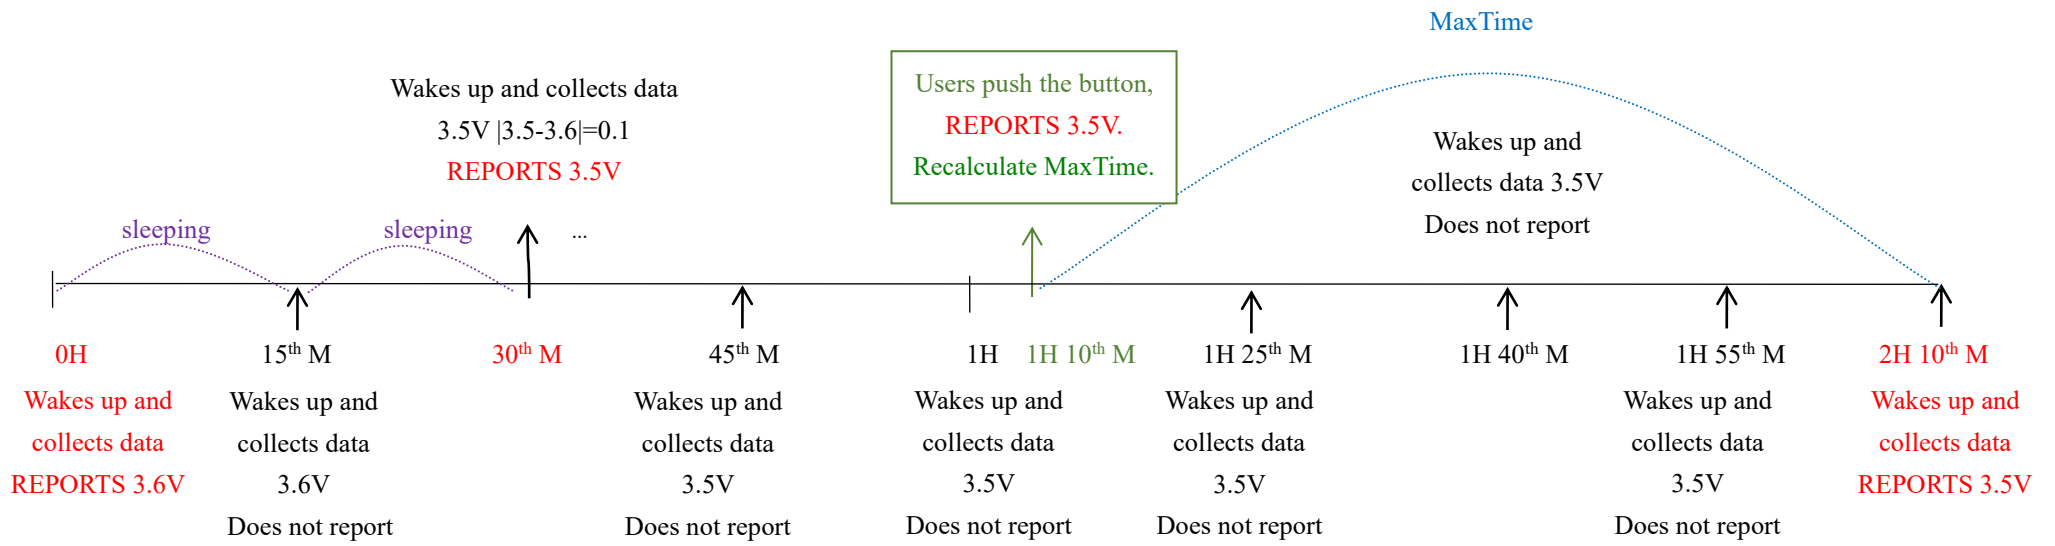 MaxTime
Wakes up and collects data
3.5V |3.5-3.6|=0.1
REPORTS 3.5V
Users push the button,
REPORTS 3.5V.
Recalculate MaxTime.
Wakes up and
collects data 3.5V
Does not report
sleeping
sleeping
...
0H
Wakes up and
collects data
REPORTS 3.6V
15th M
Wakes up and
collects data
3.6V
Does not report
30th M
45th M
Wakes up and
collects data
3.5V
Does not report
1H
Wakes up and
collects data
3.5V
Does not report
1H 10th M
1H 25th M
Wakes up and
collects data
3.5V
Does not report
1H 40th M
1H 55th M
Wakes up and
collects data
3.5V
Does not report
2H 10th M
Wakes up and
collects data
REPORTS 3.5V